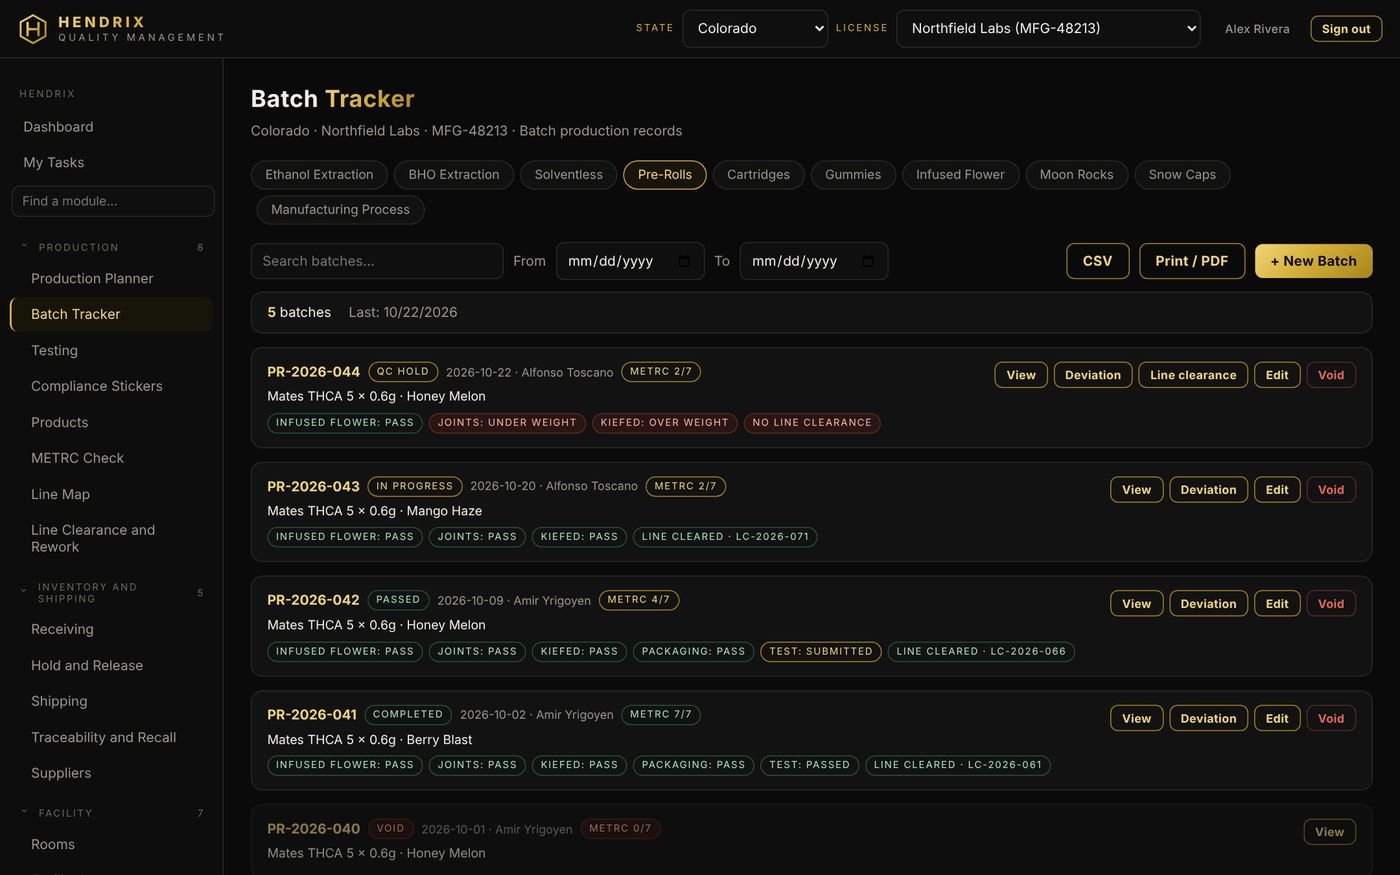 HENDRIX
QUALITY MANAGEMENT
STATE Colorado LICENSE Northfield Labs (MFG-48213) Alex Rivera Sign out
HENDRIX
Dashboard
My Tasks
Find a module...
PRODUCTION 8
Production Planner
Batch Tracker
Testing
Compliance Stickers
Products
METRC Check
Line Map
Line Clearance and
Rework
INVENTORY AND
SHIPPING 5
Receiving
Hold and Release
Shipping
Traceability and Recall
Suppliers
FACILITY 7
Rooms
Batch Tracker
Colorado · Northfield Labs · MFG-48213 · Batch production records
Ethanol Extraction BHO Extraction Solventless Pre-Rolls Cartridges Gummies Infused Flower Moon Rocks Snow Caps
Manufacturing Process
Search batches... From mm/dd/yyyy To mm/dd/yyyy CSV Print / PDF + New Batch
5 batches Last: 10/22/2026
PR-2026-044 QC HOLD 2026-10-22 · Alfonso Toscano METRC 2/7 View Deviation Line clearance Edit Void
Mates THCA 5 × 0.6g · Honey Melon
INFUSED FLOWER: PASS JOINTS: UNDER WEIGHT KIEFED: OVER WEIGHT NO LINE CLEARANCE
PR-2026-043 IN PROGRESS 2026-10-20 · Alfonso Toscano METRC 2/7 View Deviation Edit Void
Mates THCA 5 × 0.6g · Mango Haze
INFUSED FLOWER: PASS JOINTS: PASS KIEFED: PASS LINE CLEARED · LC-2026-071
PR-2026-042 PASSED 2026-10-09 · Amir Yrigoyen METRC 4/7 View Deviation Edit Void
Mates THCA 5 × 0.6g · Honey Melon
INFUSED FLOWER: PASS JOINTS: PASS KIEFED: PASS PACKAGING: PASS TEST: SUBMITTED LINE CLEARED · LC-2026-066
PR-2026-041 COMPLETED 2026-10-02 · Amir Yrigoyen METRC 7/7 View Deviation Edit Void
Mates THCA 5 × 0.6g · Berry Blast
INFUSED FLOWER: PASS JOINTS: PASS KIEFED: PASS PACKAGING: PASS TEST: PASSED LINE CLEARED · LC-2026-061
PR-2026-040 VOID 2026-10-01 · Amir Yrigoyen METRC 0/7 View
Mates THCA 5 × 0.6g · Honey Melon